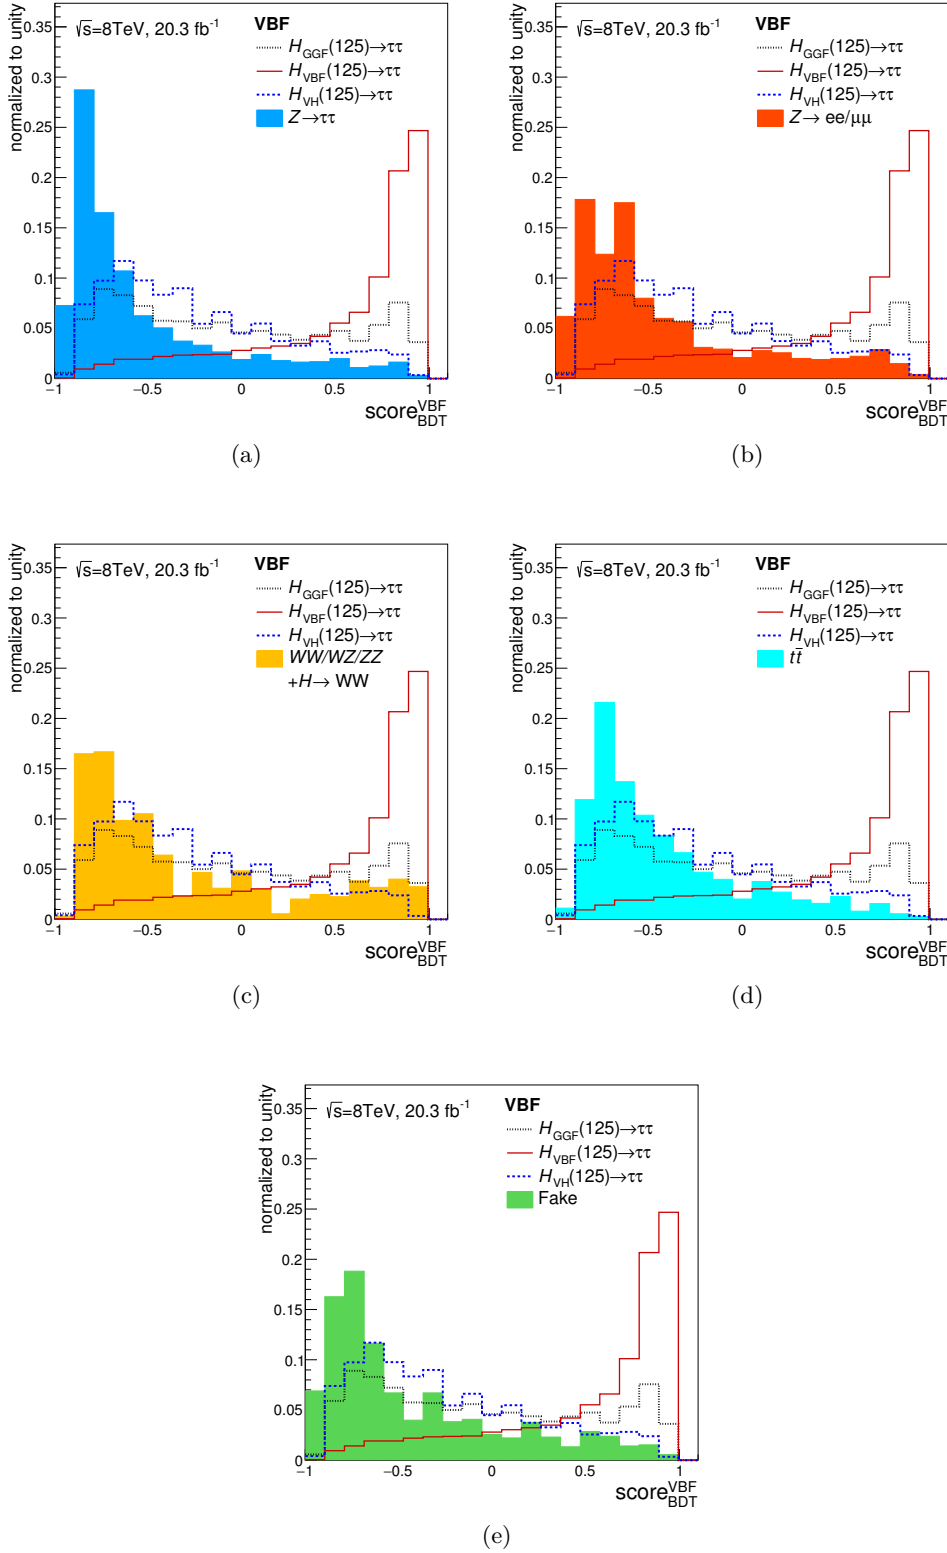 normalized to unity
√s=8TeV, 20.3 fb⁻¹
VBF
H_GGF(125)→ττ
H_VBF(125)→ττ
H_VH(125)→ττ
Z→ττ
0.35
0.3
0.25
0.2
0.15
0.1
0.05
0
−1 −0.5 0 0.5 1
score_BDT^VBF
(a)
normalized to unity
√s=8TeV, 20.3 fb⁻¹
VBF
H_GGF(125)→ττ
H_VBF(125)→ττ
H_VH(125)→ττ
Z→ ee/μμ
0.35
0.3
0.25
0.2
0.15
0.1
0.05
0
−1 −0.5 0 0.5 1
score_BDT^VBF
(b)
normalized to unity
√s=8TeV, 20.3 fb⁻¹
VBF
H_GGF(125)→ττ
H_VBF(125)→ττ
H_VH(125)→ττ
WW/WZ/ZZ
+H→ WW
0.35
0.3
0.25
0.2
0.15
0.1
0.05
0
−1 −0.5 0 0.5 1
score_BDT^VBF
(c)
normalized to unity
√s=8TeV, 20.3 fb⁻¹
VBF
H_GGF(125)→ττ
H_VBF(125)→ττ
H_VH(125)→ττ
tt̄
0.35
0.3
0.25
0.2
0.15
0.1
0.05
0
−1 −0.5 0 0.5 1
score_BDT^VBF
(d)
normalized to unity
√s=8TeV, 20.3 fb⁻¹
VBF
H_GGF(125)→ττ
H_VBF(125)→ττ
H_VH(125)→ττ
Fake
0.35
0.3
0.25
0.2
0.15
0.1
0.05
0
−1 −0.5 0 0.5 1
score_BDT^VBF
(e)